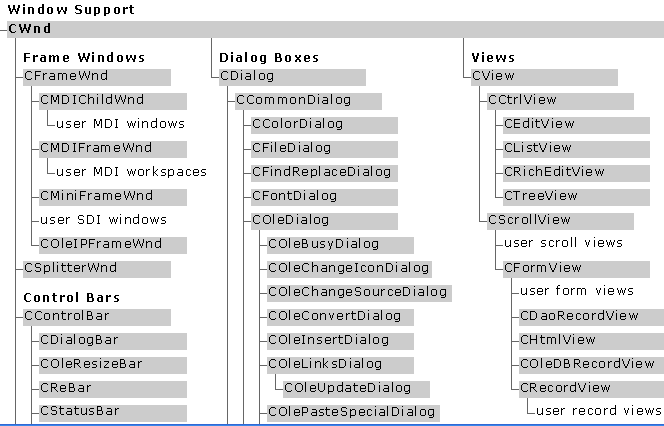 Window Support
CWnd
Frame Windows
CFrameWnd
CMDIChildWnd
user MDI windows
CMDIFrameWnd
user MDI workspaces
CMiniFrameWnd
user SDI windows
COleIPFrameWnd
CSplitterWnd
Control Bars
CControlBar
CDialogBar
COleResizeBar
CReBar
CStatusBar
Dialog Boxes
CDialog
CCommonDialog
CColorDialog
CFileDialog
CFindReplaceDialog
CFontDialog
COleDialog
COleBusyDialog
COleChangeIconDialog
COleChangeSourceDialog
COleConvertDialog
COleInsertDialog
COleLinksDialog
COleUpdateDialog
COlePasteSpecialDialog
Views
CView
CCtrlView
CEditView
CListView
CRichEditView
CTreeView
CScrollView
user scroll views
CFormView
user form views
CDaoRecordView
CHtmlView
COleDBRecordView
CRecordView
user record views